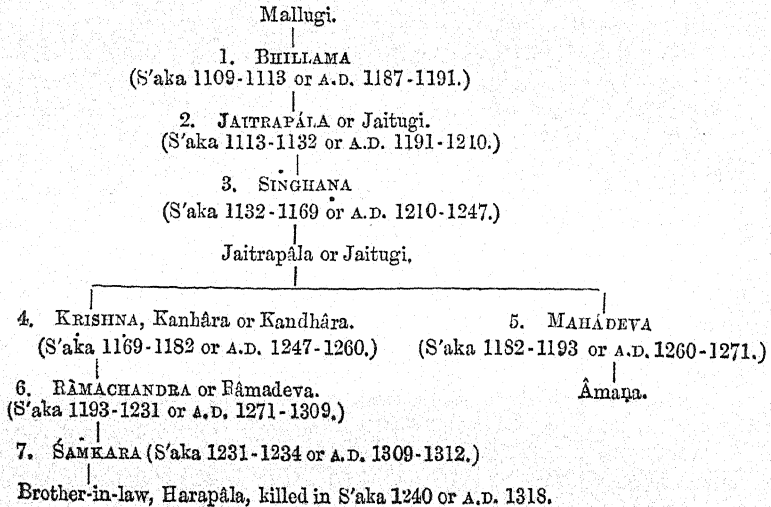 Mallugi.
1. BHILLAMA
(S'aka 1109-1113 or A.D. 1187-1191.)
2. JAITRAPÁLA or Jaitugi.
(S'aka 1113-1132 or A.D. 1191-1210.)
3. SIṄGHAṆA
(S'aka 1132-1169 or A.D. 1210-1247.)
Jaitrapâla or Jaitugi.
4. KṚISHṆA, Kanhâra or Kandhâra.
(S'aka 1169-1182 or A.D. 1247-1260.)
5. MAHÁDEVA
(S'aka 1182-1193 or A.D. 1260-1271.)
6. RÂMACHANDRA or Râmadeva.
(S'aka 1193-1231 or A.D. 1271-1309.)
Âmaṇa.
7. ŚAṀKARA (S'aka 1231-1234 or A.D. 1309-1312.)
Brother-in-law, Harapâla, killed in S'aka 1240 or A.D. 1318.